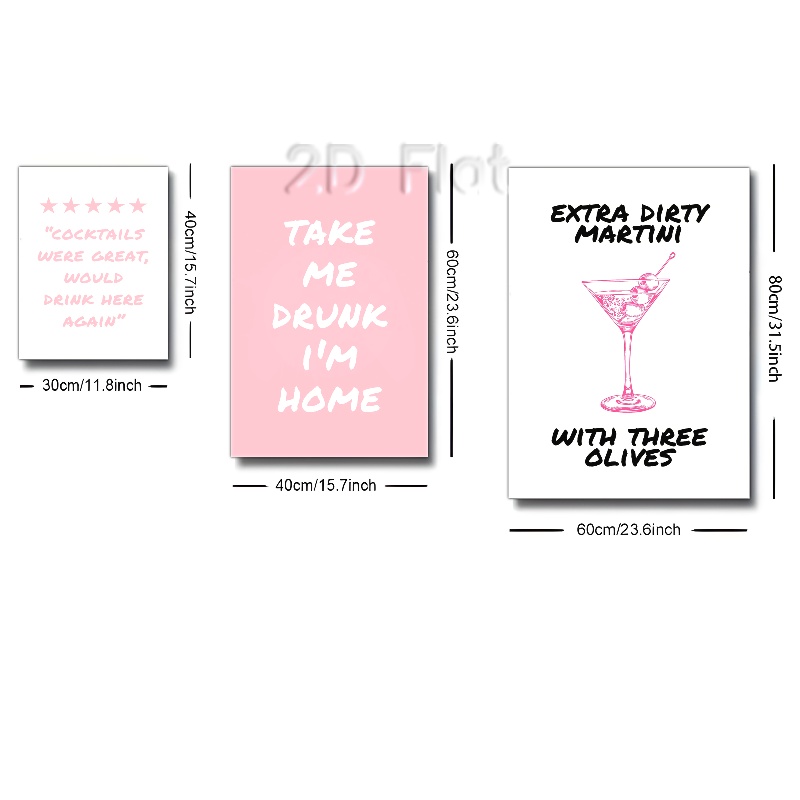 2D Flat
★★★★★
"COCKTAILS
WERE GREAT,
WOULD
DRINK HERE
AGAIN"
40cm/15.7inch
30cm/11.8inch
TAKE
ME
DRUNK
I'M
HOME
60cm/23.6inch
40cm/15.7inch
EXTRA DIRTY
MARTINI
WITH THREE
OLIVES
80cm/31.5inch
60cm/23.6inch